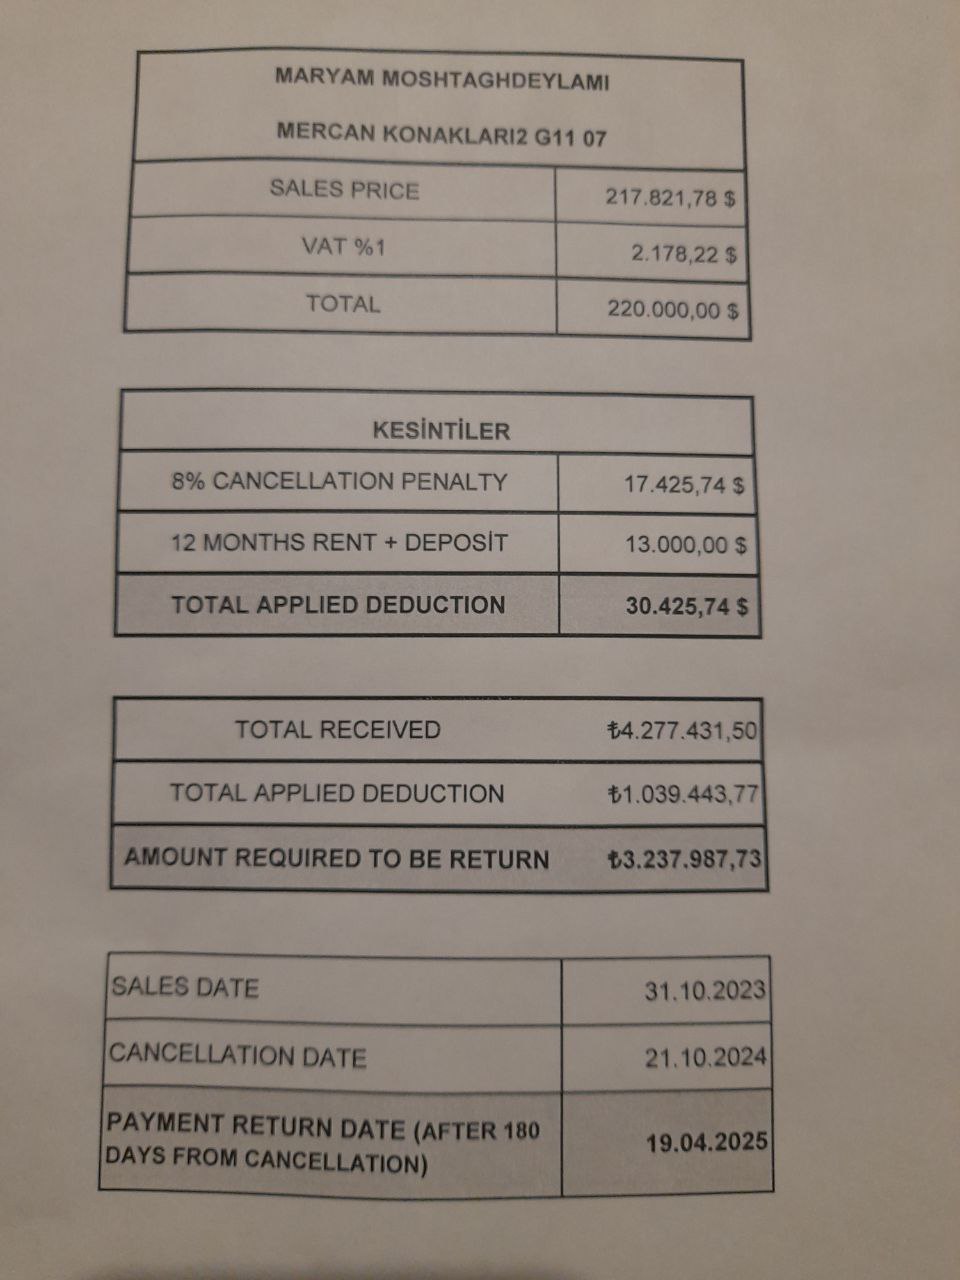 MARYAM MOSHTAGHDEYLAMI
MERCAN KONAKLARI2 G11 07
SALES PRICE 217.821,78 $
VAT %1 2.178,22 $
TOTAL 220.000,00 $
KESİNTİLER
8% CANCELLATION PENALTY 17.425,74 $
12 MONTHS RENT + DEPOSİT 13.000,00 $
TOTAL APPLIED DEDUCTION 30.425,74 $
TOTAL RECEIVED ₺4.277.431,50
TOTAL APPLIED DEDUCTION ₺1.039.443,77
AMOUNT REQUIRED TO BE RETURN ₺3.237.987,73
SALES DATE 31.10.2023
CANCELLATION DATE 21.10.2024
PAYMENT RETURN DATE (AFTER 180
DAYS FROM CANCELLATION) 19.04.2025